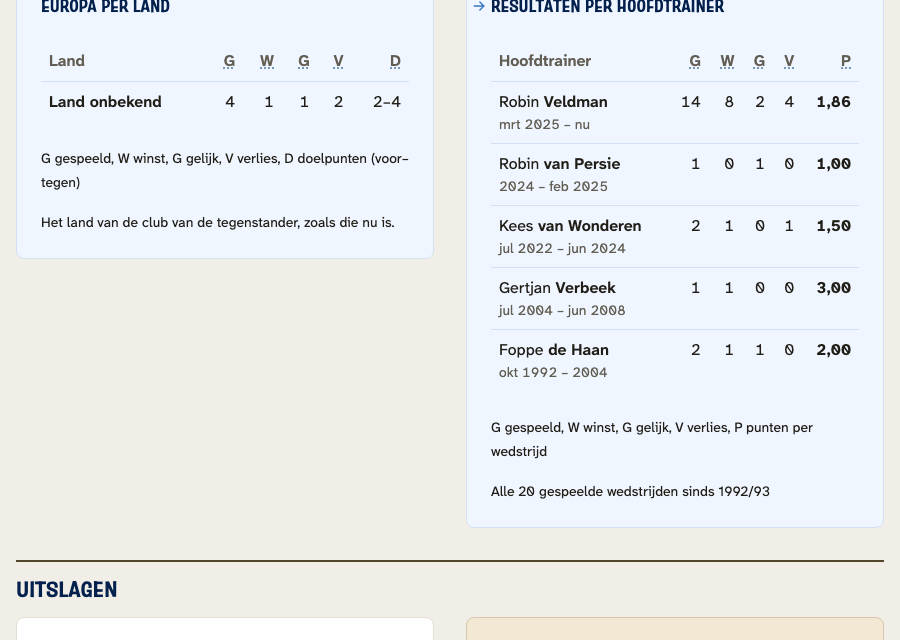 EUROPA PER LAND
Land G W G V D
Land onbekend 4 1 1 2 2–4
G gespeeld, W winst, G gelijk, V verlies, D doelpunten (voor–
tegen)
Het land van de club van de tegenstander, zoals die nu is.
→ RESULTATEN PER HOOFDTRAINER
Hoofdtrainer G W G V P
Robin Veldman 14 8 2 4 1,86
mrt 2025 – nu
Robin van Persie 1 0 1 0 1,00
2024 – feb 2025
Kees van Wonderen 2 1 0 1 1,50
jul 2022 – jun 2024
Gertjan Verbeek 1 1 0 0 3,00
jul 2004 – jun 2008
Foppe de Haan 2 1 1 0 2,00
okt 1992 – 2004
G gespeeld, W winst, G gelijk, V verlies, P punten per
wedstrijd
Alle 20 gespeelde wedstrijden sinds 1992/93
UITSLAGEN